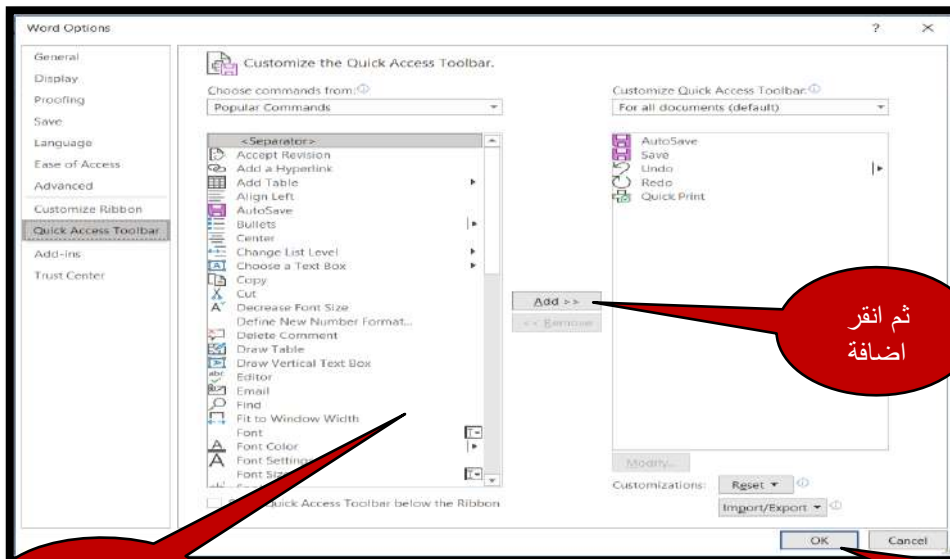 Word Options
?
×
General
Display
Proofing
Save
Language
Ease of Access
Advanced
Customize Ribbon
Quick Access Toolbar
Add-ins
Trust Center
Customize the Quick Access Toolbar.
Choose commands from:
Popular Commands
<Separator>
Accept Revision
Add a Hyperlink
Add Table
Align Left
AutoSave
Bullets
Center
Change List Level
Choose a Text Box
Copy
Cut
Decrease Font Size
Define New Number Format...
Delete Comment
Draw Table
Draw Vertical Text Box
Editor
Email
Find
Fit to Window Width
Font
Font Color
Font Settings
Font Size
Quick Access Toolbar below the Ribbon
Add >>
<< Remove
Customize Quick Access Toolbar:
For all documents (default)
AutoSave
Save
Undo
Redo
Quick Print
Modify...
Customizations:
Reset
Import/Export
OK
Cancel
ثم انقر
اضافة